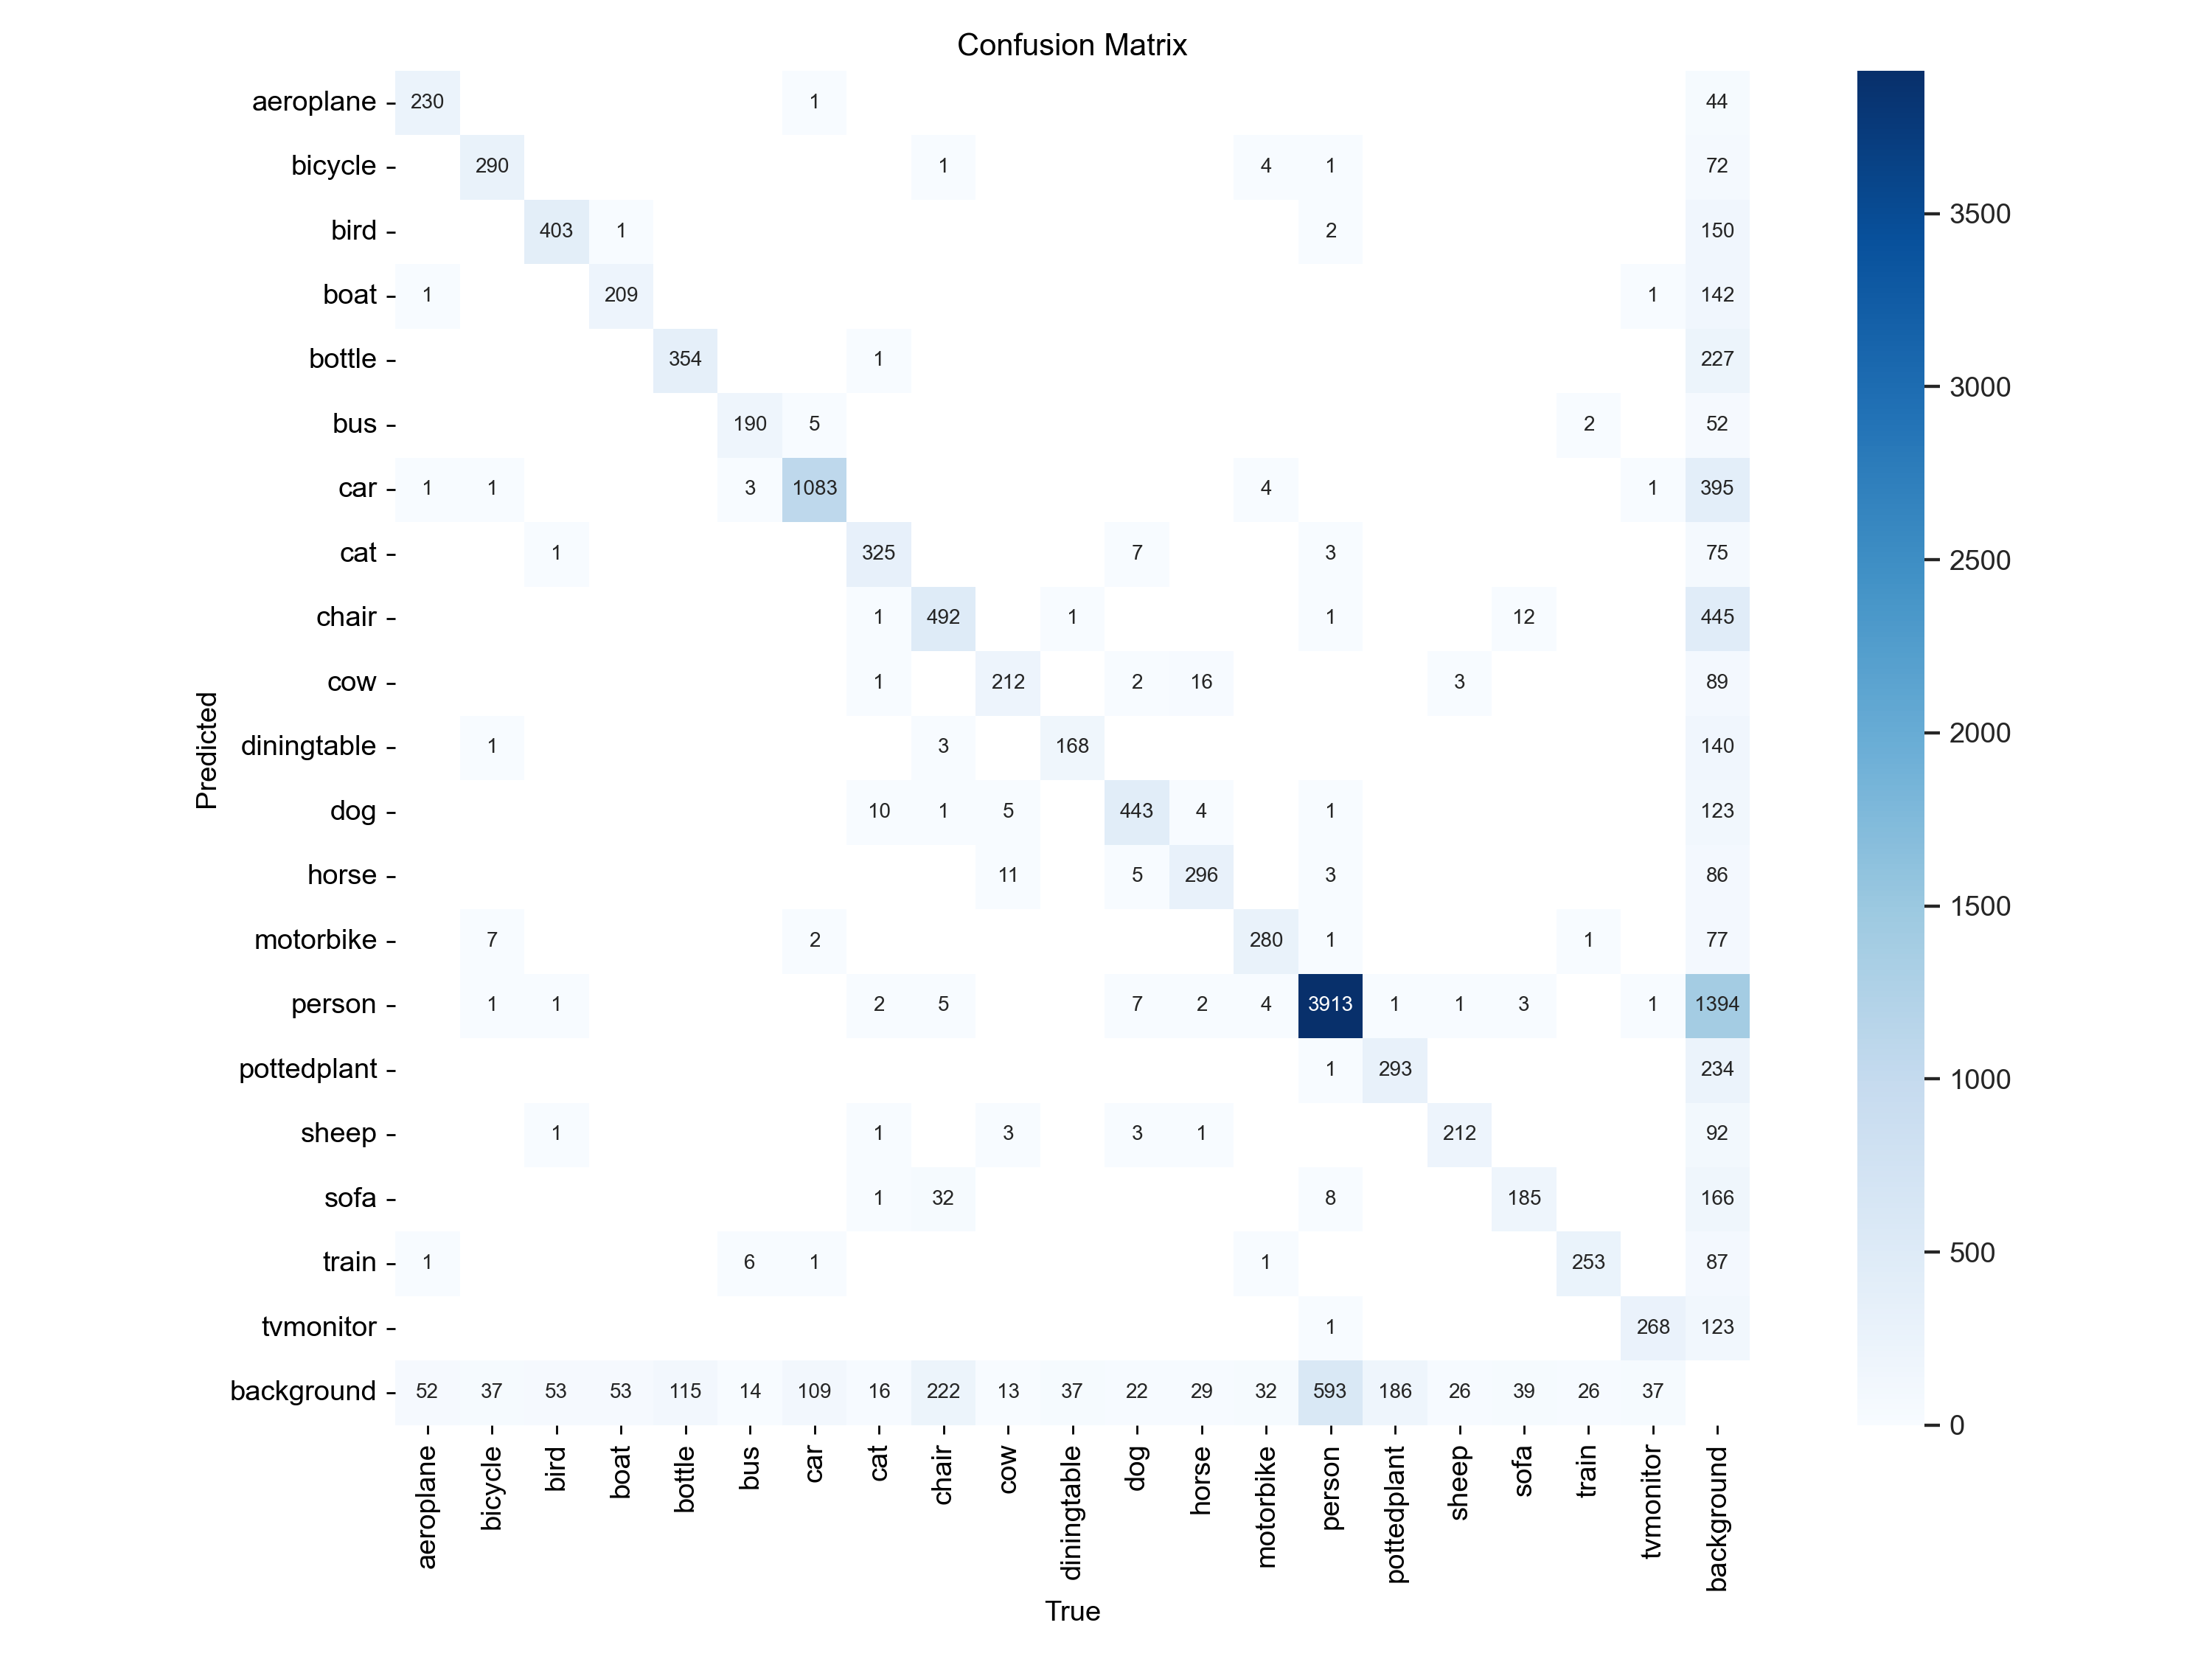 Confusion Matrix
aeroplane 230 1 44
bicycle 290 1 4 1 72
bird 403 1 2 150
boat 1 209 1 142
bottle 354 1 227
bus 190 5 2 52
car 1 1 3 1083 4 1 395
cat 1 325 7 3 75
chair 1 492 1 1 12 445
cow 1 212 2 16 3 89
diningtable 1 3 168 140
dog 10 1 5 443 4 1 123
horse 11 5 296 3 86
motorbike 7 2 280 1 1 77
person 1 1 2 5 7 2 4 3913 1 1 3 1 1394
pottedplant 1 293 234
sheep 1 1 3 3 1 212 92
sofa 1 32 8 185 166
train 1 6 1 1 253 87
tvmonitor 1 268 123
background 52 37 53 53 115 14 109 16 222 13 37 22 29 32 593 186 26 39 26 37
aeroplane bicycle bird boat bottle bus car cat chair cow diningtable dog horse motorbike person pottedplant sheep sofa train tvmonitor background
True
Predicted
3500
3000
2500
2000
1500
1000
500
0